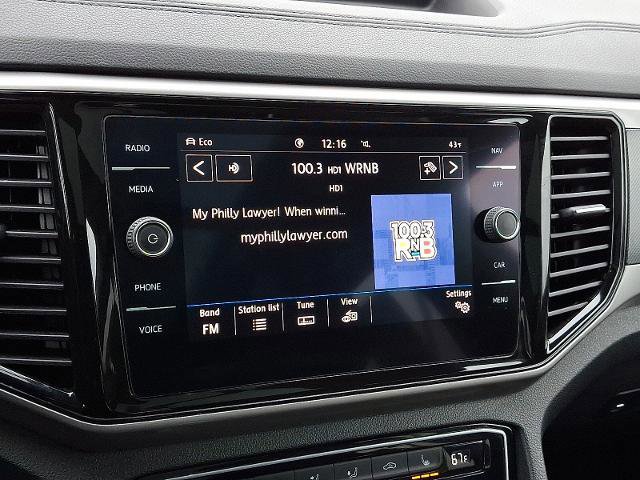 RADIO
MEDIA
PHONE
VOICE
Eco
12:16
43°F
100.3 HD1 WRNB
HD1
My Philly Lawyer! When winni...
myphillylawyer.com
100.3
RNB
Band
FM
Station list
Tune
View
Settings
NAV
APP
CAR
MENU
67°F